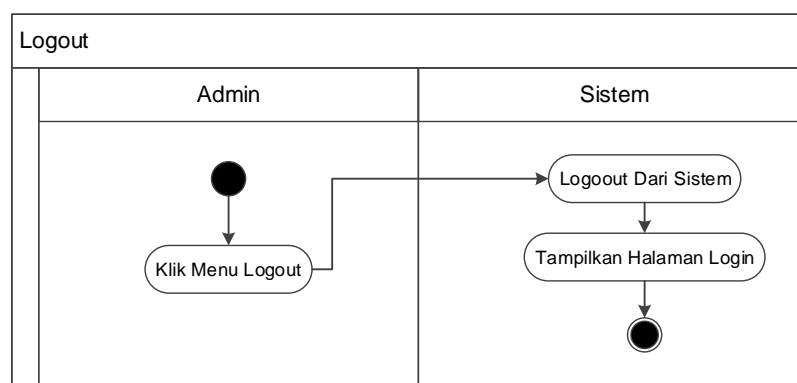 Logout
Admin
Sistem
Logoout Dari Sistem
Klik Menu Logout
Tampilkan Halaman Login